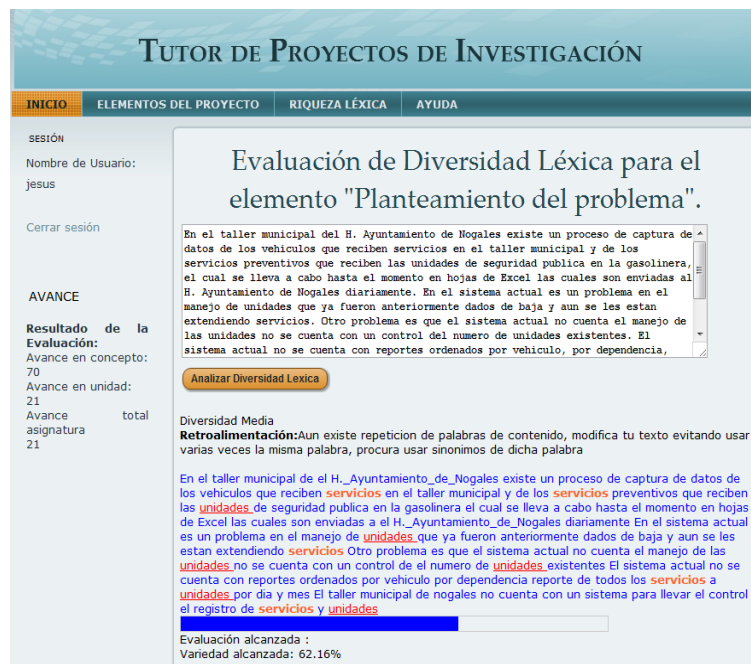 TUTOR DE PROYECTOS DE INVESTIGACIÓN
INICIO
ELEMENTOS DEL PROYECTO
RIQUEZA LÉXICA
AYUDA
SESIÓN
Nombre de Usuario:
jesus
Cerrar sesión
AVANCE
Resultado de la
Evaluación:
Avance en concepto:
70
Avance en unidad:
21
Avance total
asignatura
21
Evaluación de Diversidad Léxica para el
elemento "Planteamiento del problema".
En el taller municipal del H. Ayuntamiento de Nogales existe un proceso de captura de
datos de los vehiculos que reciben servicios en el taller municipal y de los
servicios preventivos que reciben las unidades de seguridad publica en la gasolinera,
el cual se lleva a cabo hasta el momento en hojas de Excel las cuales son enviadas al
H. Ayuntamiento de Nogales diariamente. En el sistema actual es un problema en el
manejo de unidades que ya fueron anteriormente dados de baja y aun se les estan
extendiendo servicios. Otro problema es que el sistema actual no cuenta el manejo de
las unidades no se cuenta con un control del numero de unidades existentes. El
sistema actual no se cuenta con reportes ordenados por vehiculo, por dependencia,
Analizar Diversidad Lexica
Diversidad Media
Retroalimentación:Aun existe repeticion de palabras de contenido, modifica tu texto evitando usar
varias veces la misma palabra, procura usar sinonimos de dicha palabra
En el taller municipal de el H._Ayuntamiento_de_Nogales existe un proceso de captura de datos de
los vehiculos que reciben servicios en el taller municipal y de los servicios preventivos que reciben
las unidades de seguridad publica en la gasolinera el cual se lleva a cabo hasta el momento en hojas
de Excel las cuales son enviadas a el H._Ayuntamiento_de_Nogales diariamente En el sistema actual
es un problema en el manejo de unidades que ya fueron anteriormente dados de baja y aun se les
estan extendiendo servicios Otro problema es que el sistema actual no cuenta el manejo de las
unidades no se cuenta con un control de el numero de unidades existentes El sistema actual no se
cuenta con reportes ordenados por vehiculo por dependencia reporte de todos los servicios a
unidades por dia y mes El taller municipal de nogales no cuenta con un sistema para llevar el control
el registro de servicios y unidades
Evaluación alcanzada :
Variedad alcanzada: 62.16%